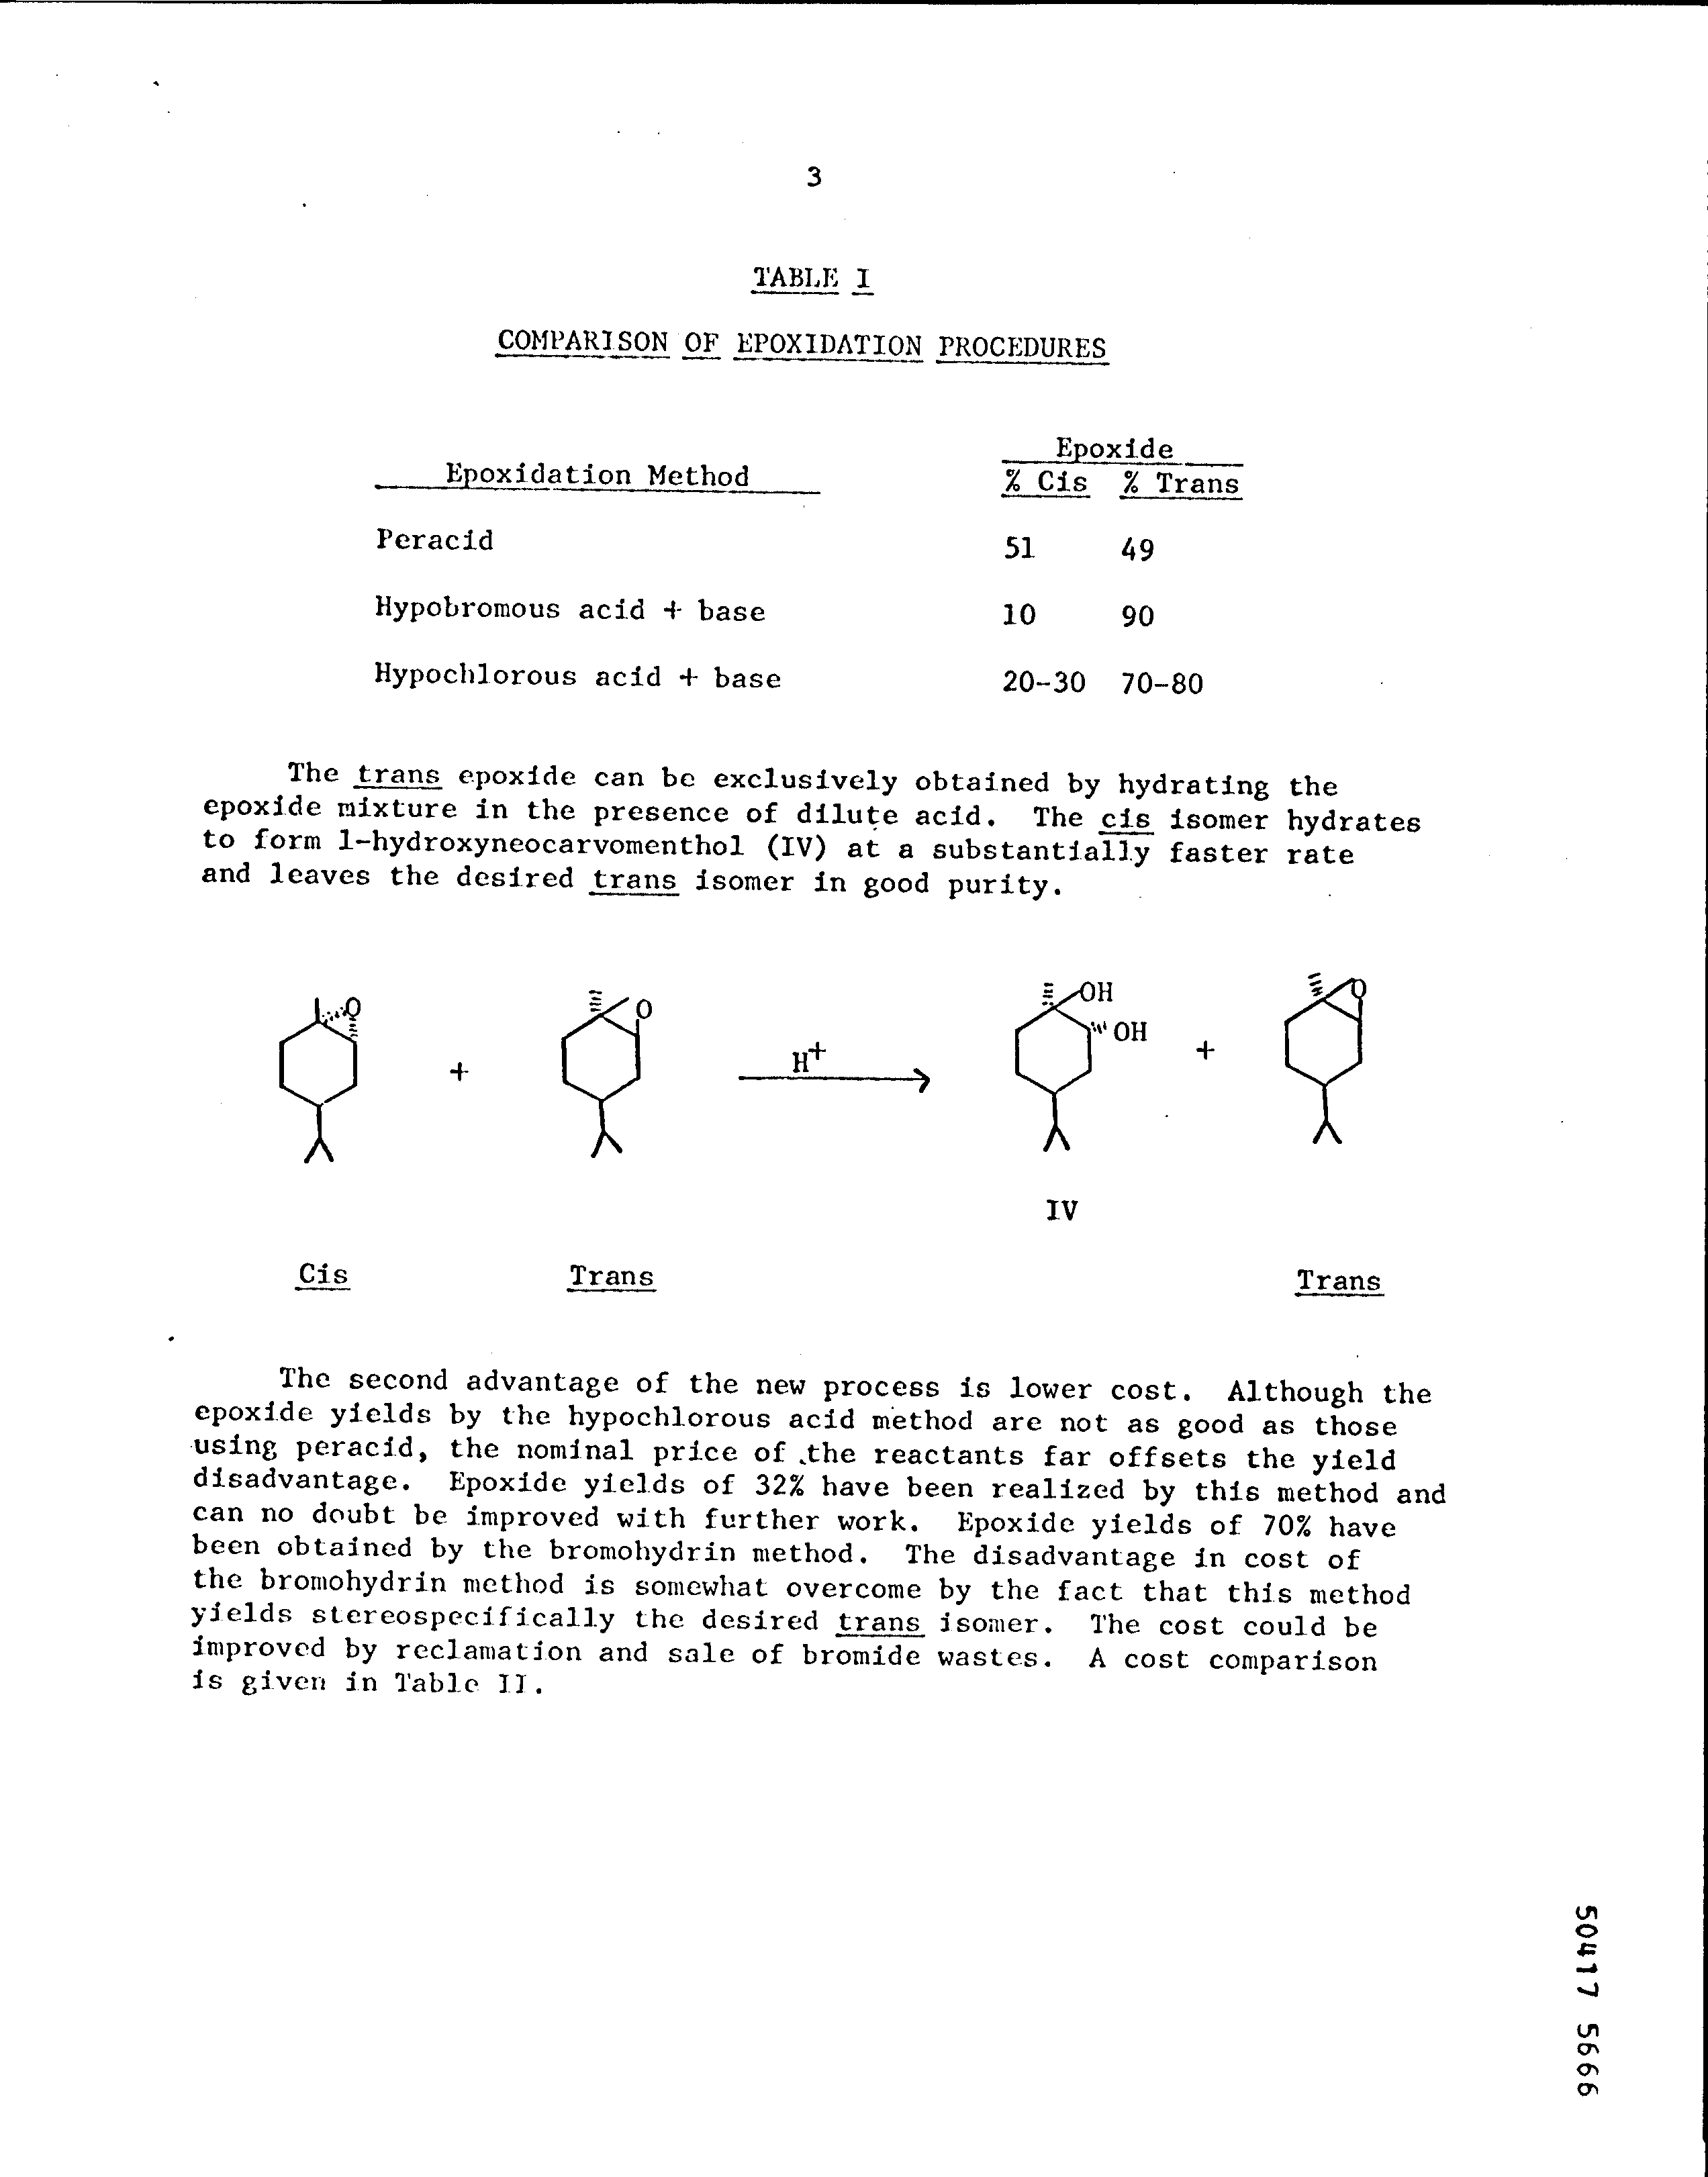 3
TABLE I
COMPARISON OF EPOXIDATION PROCEDURES
Epoxide
Epoxidation Method % Cis % Trans
Peracid 51 49
Hypobromous acid + base 10 90
Hypochlorous acid + base 20-30 70-80
The trans epoxide can be exclusively obtained by hydrating the
epoxide mixture in the presence of dilute acid. The cis isomer hydrates
to form 1-hydroxyneocarvomenthol (IV) at a substantially faster rate
and leaves the desired trans isomer in good purity.
O + O H+ OH OH + O
IV
Cis Trans Trans
The second advantage of the new process is lower cost. Although the
epoxide yields by the hypochlorous acid method are not as good as those
using peracid, the nominal price of the reactants far offsets the yield
disadvantage. Epoxide yields of 32% have been realized by this method and
can no doubt be improved with further work. Epoxide yields of 70% have
been obtained by the bromohydrin method. The disadvantage in cost of
the bromohydrin method is somewhat overcome by the fact that this method
yields stereospecifically the desired trans isomer. The cost could be
improved by reclamation and sale of bromide wastes. A cost comparison
is given in Table II.
50417 5666